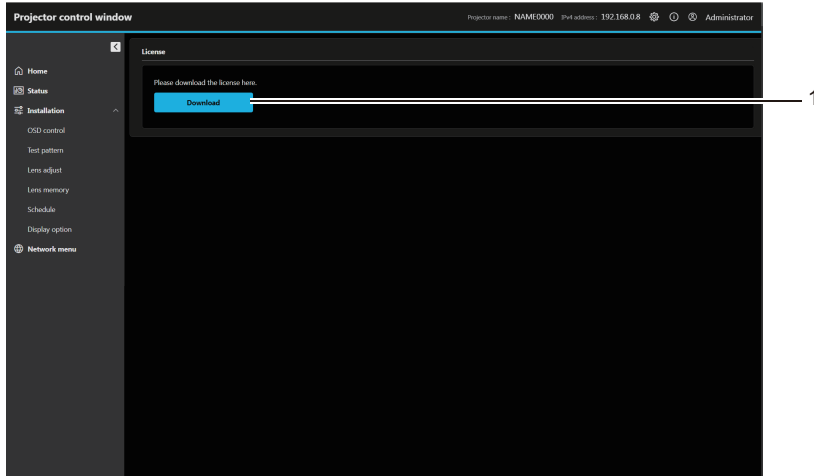 Projector control window
Projector name : NAME0000 IPv4 address : 192.168.0.8 Administrator
License
Please download the license here.
Download
1
Home
Status
Installation
OSD control
Test pattern
Lens adjust
Lens memory
Schedule
Display option
Network menu